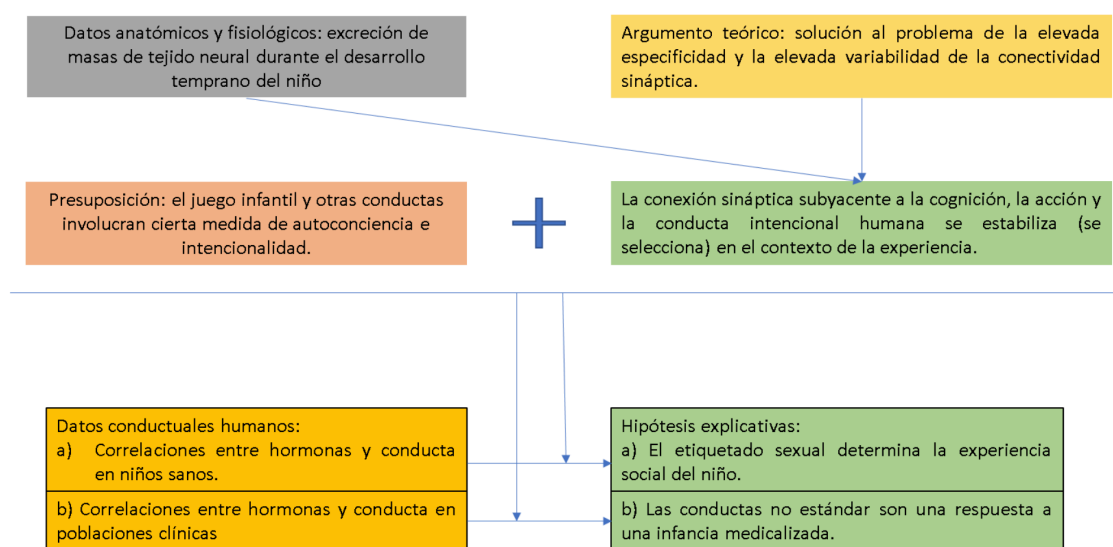 Datos anatómicos y fisiológicos: excreción de
masas de tejido neural durante el desarrollo
temprano del niño
Argumento teórico: solución al problema de la elevada
especificidad y la elevada variabilidad de la conectividad
sináptica.
Presuposición: el juego infantil y otras conductas
involucran cierta medida de autoconciencia e
intencionalidad.
La conexión sináptica subyacente a la cognición, la acción y
la conducta intencional humana se estabiliza (se
selecciona) en el contexto de la experiencia.
Datos conductuales humanos:
a) Correlaciones entre hormonas y conducta
en niños sanos.
b) Correlaciones entre hormonas y conducta en
poblaciones clínicas
Hipótesis explicativas:
a) El etiquetado sexual determina la experiencia
social del niño.
b) Las conductas no estándar son una respuesta a
una infancia medicalizada.